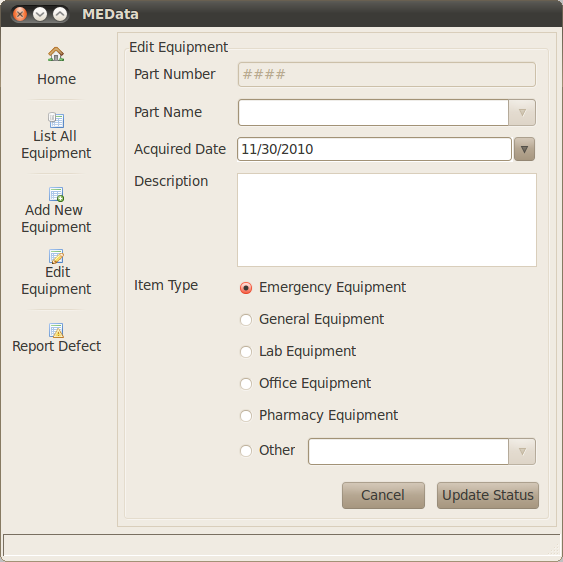 MEData
Home
List All
Equipment
Add New
Equipment
Edit
Equipment
Report Defect
Edit Equipment
Part Number ####
Part Name
Acquired Date 11/30/2010
Description
Item Type
Emergency Equipment
General Equipment
Lab Equipment
Office Equipment
Pharmacy Equipment
Other
Cancel Update Status